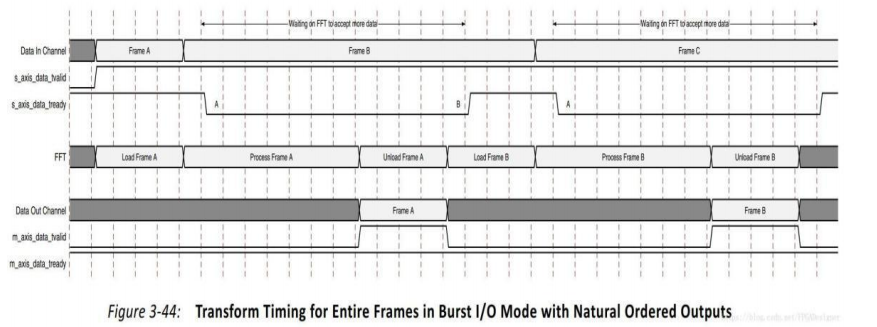 Waiting on FFT to accept more data Waiting on FFT to accept more data
Data In Channel Frame A Frame B Frame C
s_axis_data_tvalid
s_axis_data_tready A B A
FFT Load Frame A Process Frame A Unload Frame A Load Frame B Process Frame B Unload Frame B
Data Out Channel Frame A Frame B
m_axis_data_tvalid
m_axis_data_tready
Figure 3-44: Transform Timing for Entire Frames in Burst I/O Mode with Natural Ordered Outputs